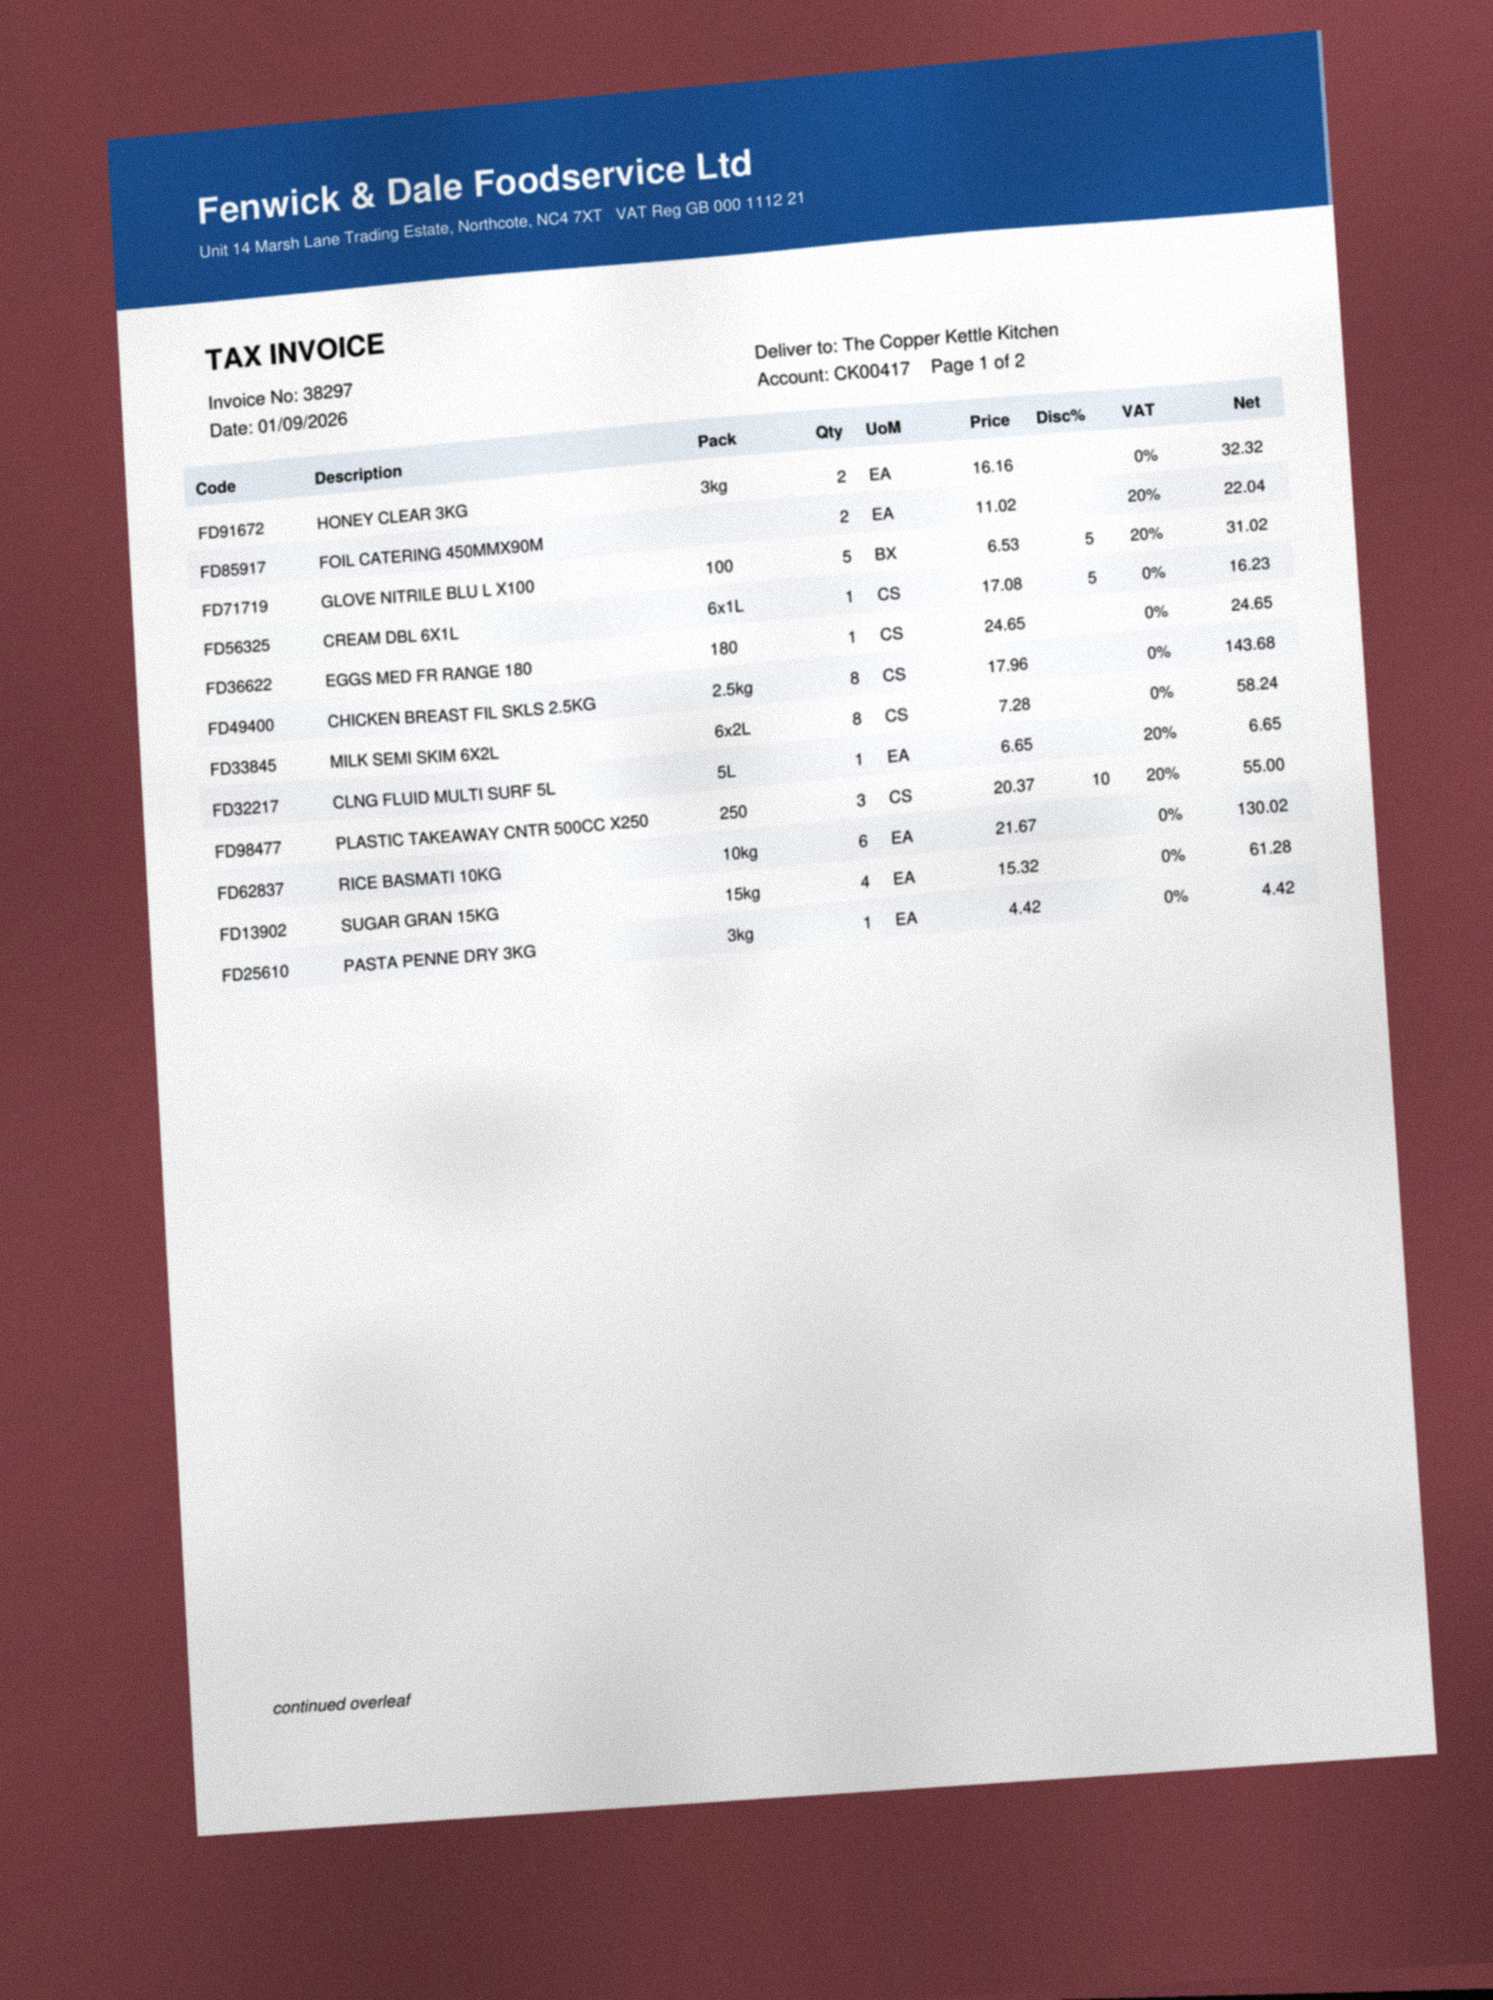 Fenwick & Dale Foodservice Ltd
Unit 14 Marsh Lane Trading Estate, Northcote, NC4 7XT VAT Reg GB 000 1112 21
TAX INVOICE
Invoice No: 38297
Date: 01/09/2026
Deliver to: The Copper Kettle Kitchen
Account: CK00417 Page 1 of 2
Code Description Pack Qty UoM Price Disc% VAT Net
FD91672 HONEY CLEAR 3KG 3kg 2 EA 16.16 0% 32.32
FD85917 FOIL CATERING 450MMX90M 2 EA 11.02 20% 22.04
FD71719 GLOVE NITRILE BLU L X100 100 5 BX 6.53 5 20% 31.02
FD56325 CREAM DBL 6X1L 6x1L 1 CS 17.08 5 0% 16.23
FD36622 EGGS MED FR RANGE 180 180 1 CS 24.65 0% 24.65
FD49400 CHICKEN BREAST FIL SKLS 2.5KG 2.5kg 8 CS 17.96 0% 143.68
FD33845 MILK SEMI SKIM 6X2L 6x2L 8 CS 7.28 0% 58.24
FD32217 CLNG FLUID MULTI SURF 5L 5L 1 EA 6.65 20% 6.65
FD98477 PLASTIC TAKEAWAY CNTR 500CC X250 250 3 CS 20.37 10 20% 55.00
FD62837 RICE BASMATI 10KG 10kg 6 EA 21.67 0% 130.02
FD13902 SUGAR GRAN 15KG 15kg 4 EA 15.32 0% 61.28
FD25610 PASTA PENNE DRY 3KG 3kg 1 EA 4.42 0% 4.42
continued overleaf